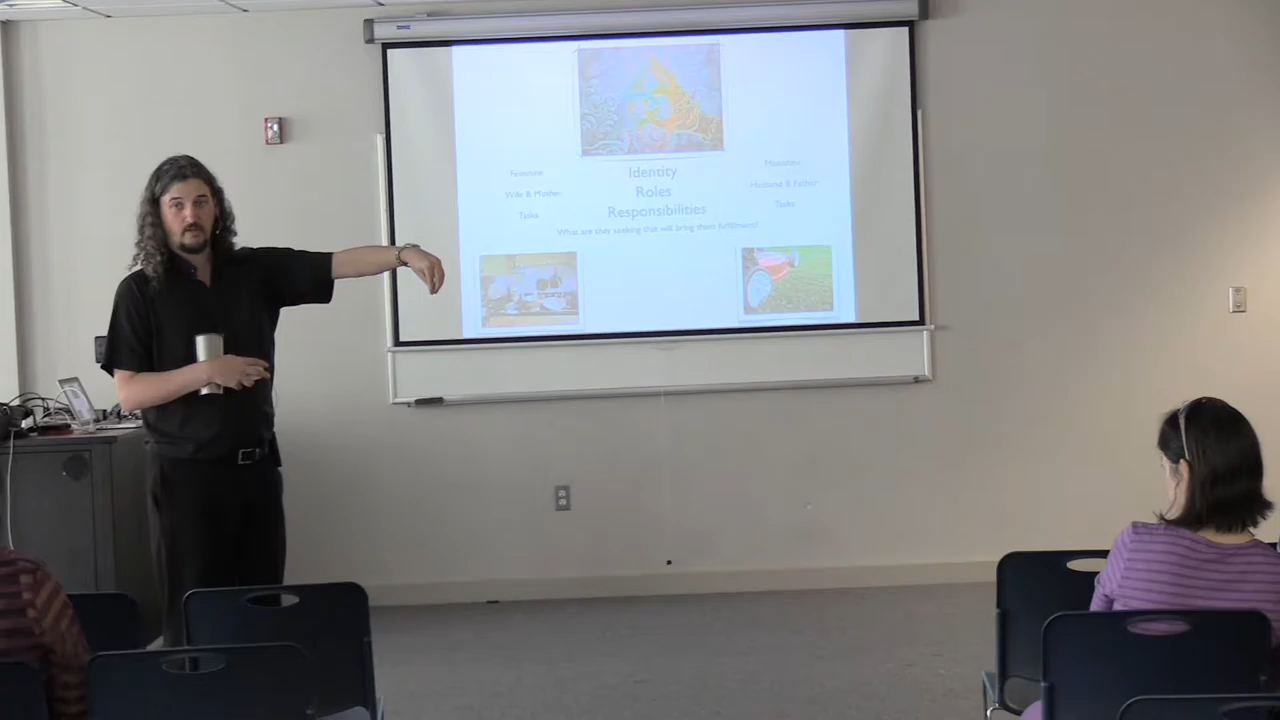 Feminine
Wife & Mother
Tasks
Identity
Roles
Responsibilities
Masculine
Husband & Father
Tasks
What are they seeking that will bring them fulfillment?